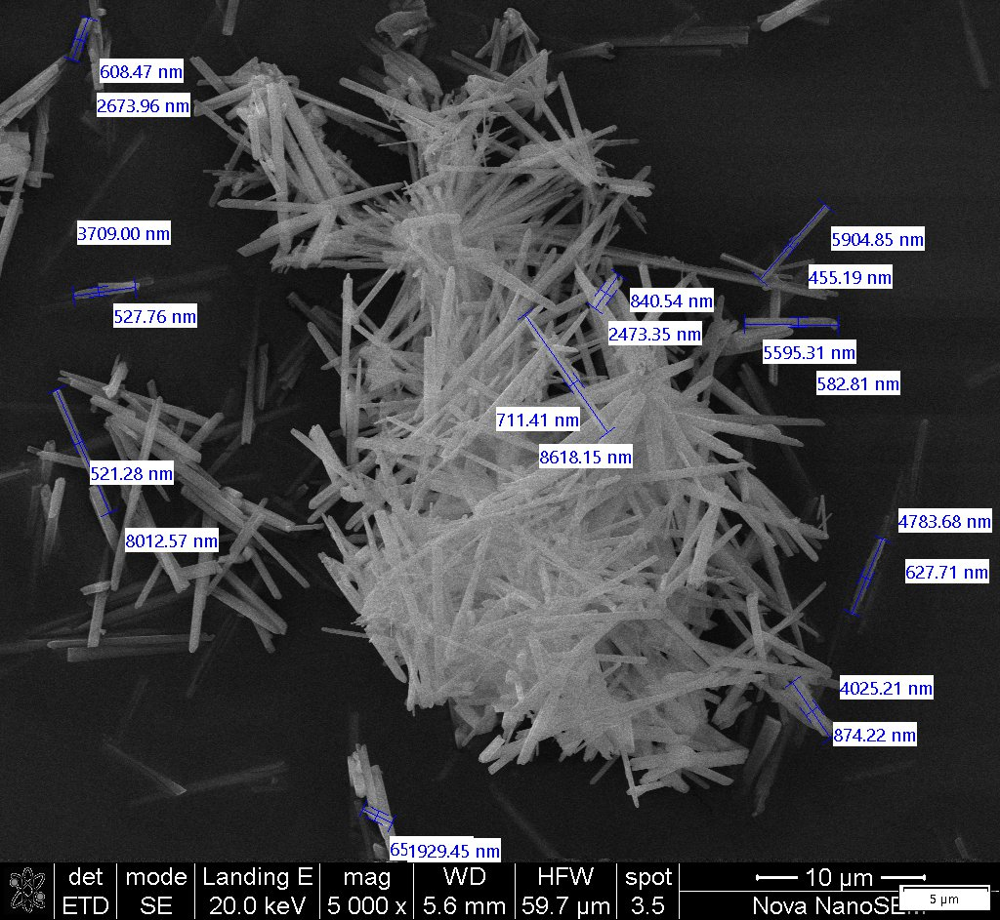 608.47 nm
2673.96 nm
3709.00 nm
527.76 nm
5904.85 nm
455.19 nm
840.54 nm
2473.35 nm
5595.31 nm
582.81 nm
711.41 nm
8618.15 nm
521.28 nm
8012.57 nm
4783.68 nm
627.71 nm
4025.21 nm
874.22 nm
1929.45 nm
det mode Landing E mag WD HFW spot 10 µm
ETD SE 20.0 keV 5 000 x 5.6 mm 59.7 µm 3.5 Nova
5 µm